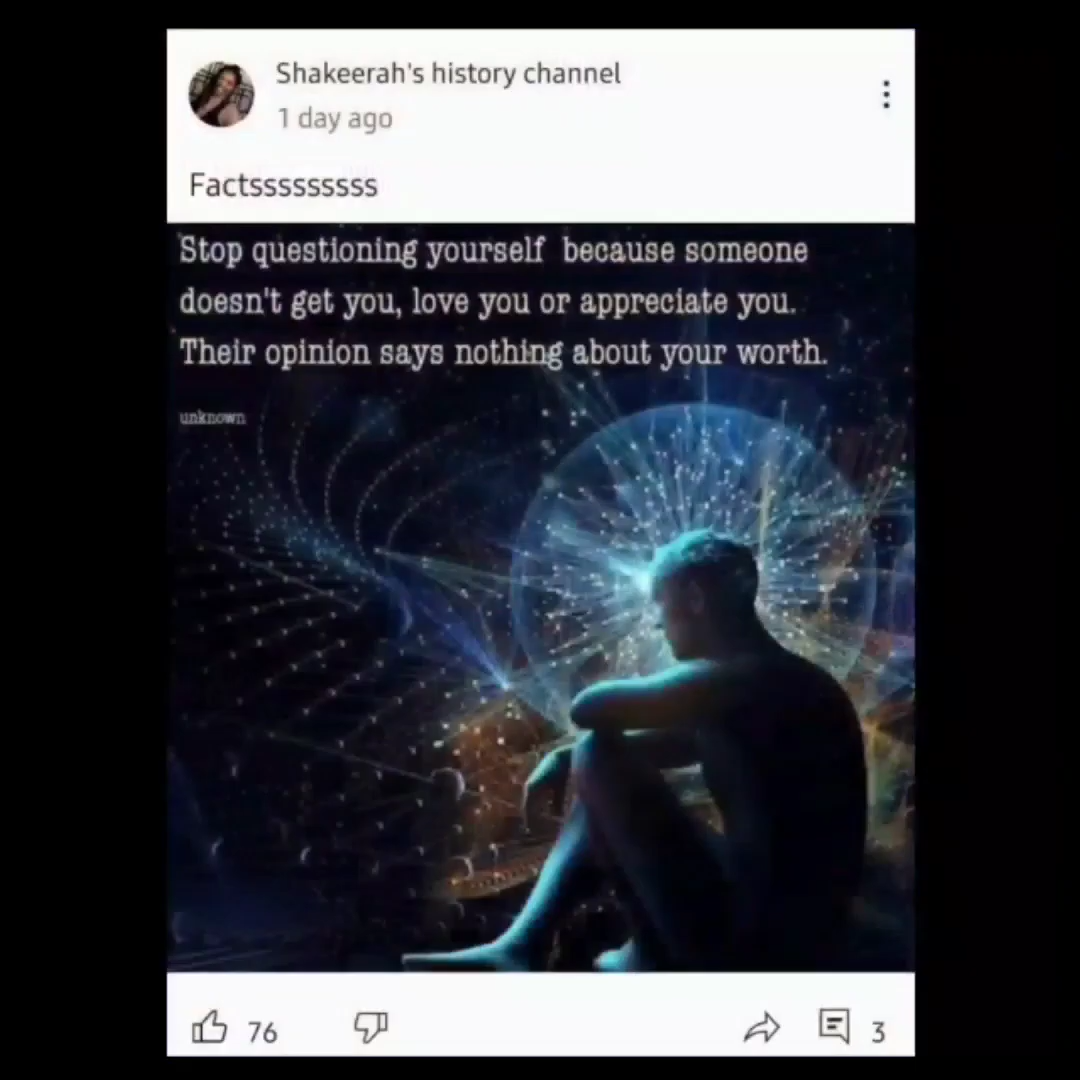 Shakeerah's history channel
1 day ago
Factsssssssss
Stop questioning yourself because someone
doesn't get you, love you or appreciate you.
Their opinion says nothing about your worth.
unknown
76
3